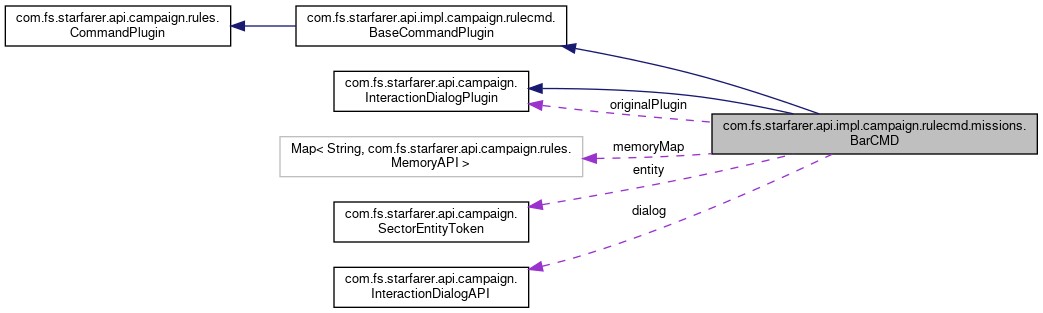 com.fs.starfarer.api.campaign.rules.
CommandPlugin
com.fs.starfarer.api.impl.campaign.rulecmd.
BaseCommandPlugin
com.fs.starfarer.api.campaign.
InteractionDialogPlugin
originalPlugin
com.fs.starfarer.api.impl.campaign.rulecmd.missions.
BarCMD
Map< String, com.fs.starfarer.api.campaign.rules.
MemoryAPI >
memoryMap
entity
com.fs.starfarer.api.campaign.
SectorEntityToken
dialog
com.fs.starfarer.api.campaign.
InteractionDialogAPI